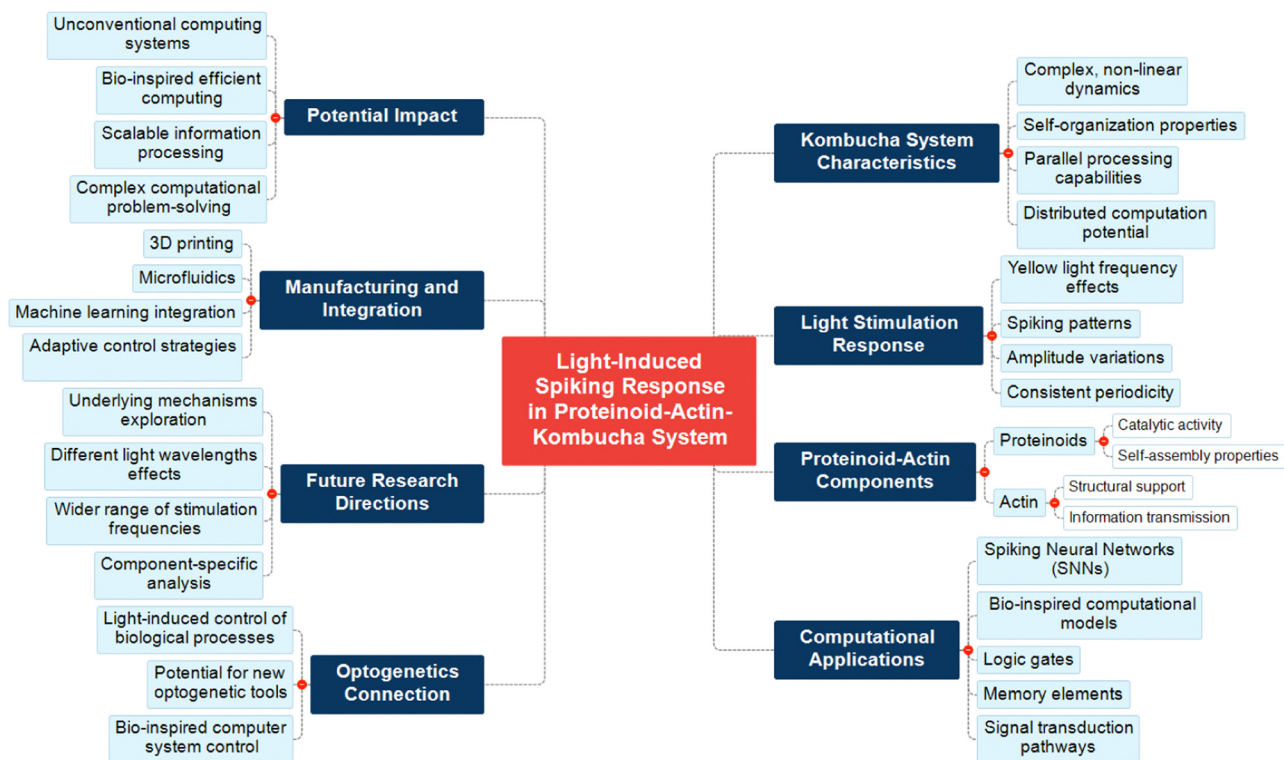 Light-Induced
Spiking Response
in Proteinoid-Actin-
Kombucha System
Potential Impact
Unconventional computing
systems
Bio-inspired efficient
computing
Scalable information
processing
Complex computational
problem-solving
Manufacturing and
Integration
3D printing
Microfluidics
Machine learning integration
Adaptive control strategies
Future Research
Directions
Underlying mechanisms
exploration
Different light wavelengths
effects
Wider range of stimulation
frequencies
Component-specific
analysis
Optogenetics
Connection
Light-induced control of
biological processes
Potential for new
optogenetic tools
Bio-inspired computer
system control
Kombucha System
Characteristics
Complex, non-linear
dynamics
Self-organization properties
Parallel processing
capabilities
Distributed computation
potential
Light Stimulation
Response
Yellow light frequency
effects
Spiking patterns
Amplitude variations
Consistent periodicity
Proteinoid-Actin
Components
Proteinoids
Catalytic activity
Self-assembly properties
Actin
Structural support
Information transmission
Computational
Applications
Spiking Neural Networks
(SNNs)
Bio-inspired computational
models
Logic gates
Memory elements
Signal transduction
pathways